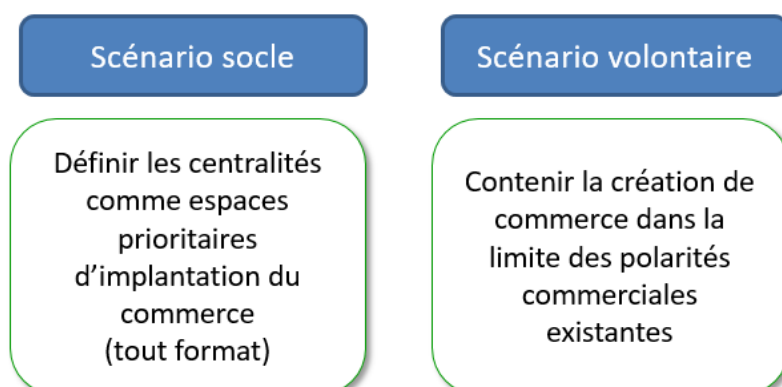 Scénario socle
Scénario volontaire
Définir les centralités
comme espaces
prioritaires
d’implantation du
commerce
(tout format)
Contenir la création de
commerce dans la
limite des polarités
commerciales
existantes